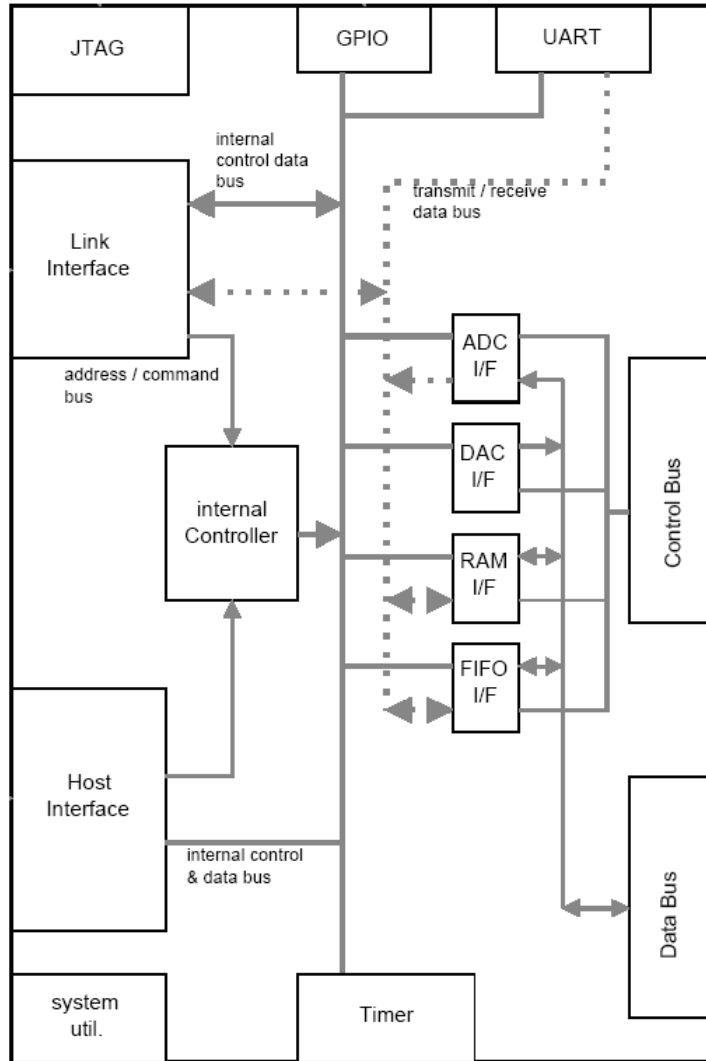 JTAG
GPIO
UART
internal
control data
bus
transmit / receive
data bus
Link
Interface
ADC
I/F
address / command
bus
DAC
I/F
Control Bus
internal
Controller
RAM
I/F
FIFO
I/F
Host
Interface
internal control
& data bus
Data Bus
system
util.
Timer